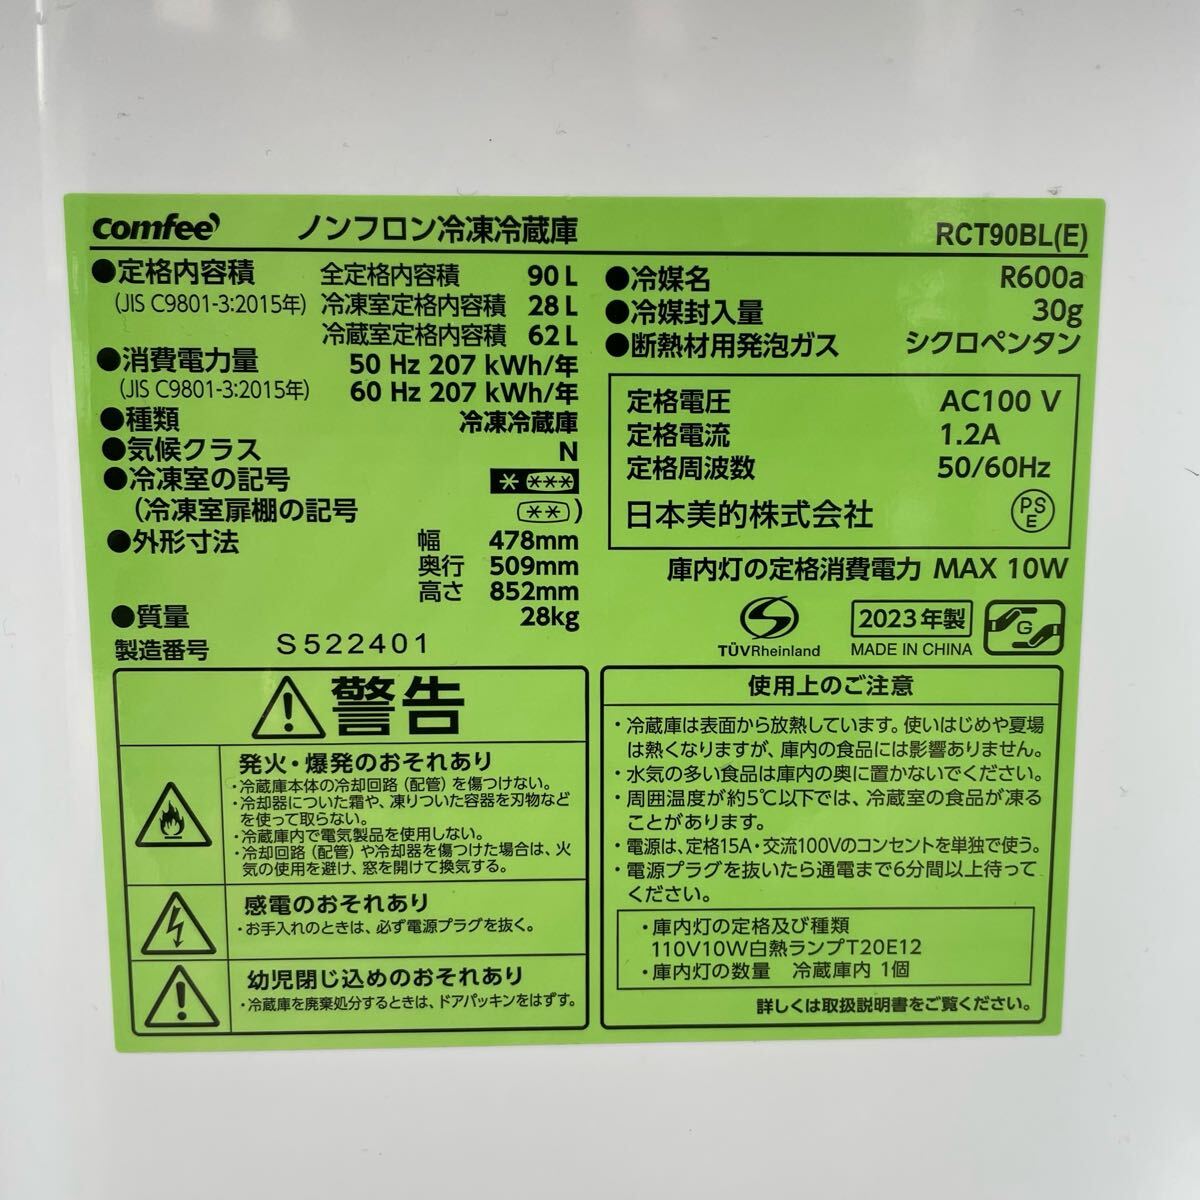 comfee' ノンフロン冷凍冷蔵庫 RCT90BL(E)
●定格内容積 全定格内容積 90 L
(JIS C9801-3:2015年) 冷凍室定格内容積 28 L
冷蔵室定格内容積 62 L
●消費電力量 50 Hz 207 kWh/年
(JIS C9801-3:2015年) 60 Hz 207 kWh/年
●種類 冷凍冷蔵庫
●気候クラス N
●冷凍室の記号 * ***
(冷凍室扉棚の記号 (**))
●外形寸法 幅 478mm
奥行 509mm
高さ 852mm
●質量 28kg
製造番号 S522401
●冷媒名 R600a
●冷媒封入量 30g
●断熱材用発泡ガス シクロペンタン
定格電圧 AC100 V
定格電流 1.2A
定格周波数 50/60Hz
日本美的株式会社 PSE
庫内灯の定格消費電力 MAX 10W
TÜVRheinland
2023年製
MADE IN CHINA
G
警告
発火・爆発のおそれあり
・冷蔵庫本体の冷却回路(配管)を傷つけない。
・冷却器についた霜や、凍りついた容器を刃物など
を使って取らない。
・冷蔵庫内で電気製品を使用しない。
・冷却回路(配管)や冷却器を傷つけた場合は、火
気の使用を避け、窓を開けて換気する。
感電のおそれあり
・お手入れのときは、必ず電源プラグを抜く。
幼児閉じ込めのおそれあり
・冷蔵庫を廃棄処分するときは、ドアパッキンをはずす。
使用上のご注意
・冷蔵庫は表面から放熱しています。使いはじめや夏場
は熱くなりますが、庫内の食品には影響ありません。
・水気の多い食品は庫内の奥に置かないでください。
・周囲温度が約5℃以下では、冷蔵室の食品が凍る
ことがあります。
・電源は、定格15A・交流100Vのコンセントを単独で使う。
・電源プラグを抜いたら通電まで6分間以上待って
ください。
・庫内灯の定格及び種類
110V10W白熱ランプT20E12
・庫内灯の数量 冷蔵庫内 1個
詳しくは取扱説明書をご覧ください。